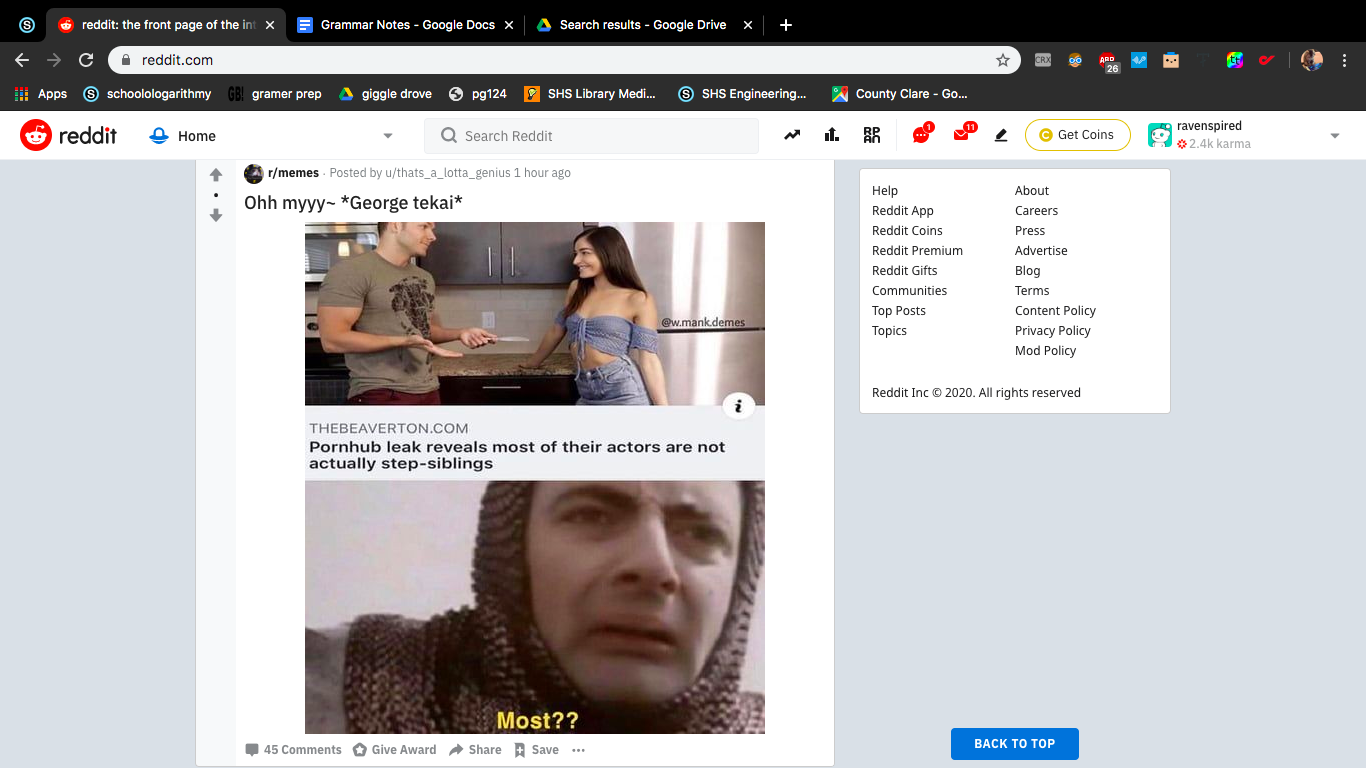 reddit: the front page of the int
Grammar Notes - Google Docs
Search results - Google Drive
reddit.com
CRX
ABP
26
Apps
schoolologarithmy
GB!
gramer prep
giggle drove
pg124
SHS Library Medi...
SHS Engineering...
County Clare - Go...
reddit
Home
Search Reddit
RP
AN
1
11
Get Coins
ravenspired
2.4k karma
r/memes · Posted by u/thats_a_lotta_genius 1 hour ago
Ohh myyy~ *George tekai*
@w.mank.demes
THEBEAVERTON.COM
Pornhub leak reveals most of their actors are not
actually step-siblings
Most??
45 Comments
Give Award
Share
Save
Help
About
Reddit App
Careers
Reddit Coins
Press
Reddit Premium
Advertise
Reddit Gifts
Blog
Communities
Terms
Top Posts
Content Policy
Topics
Privacy Policy
Mod Policy
Reddit Inc © 2020. All rights reserved
BACK TO TOP